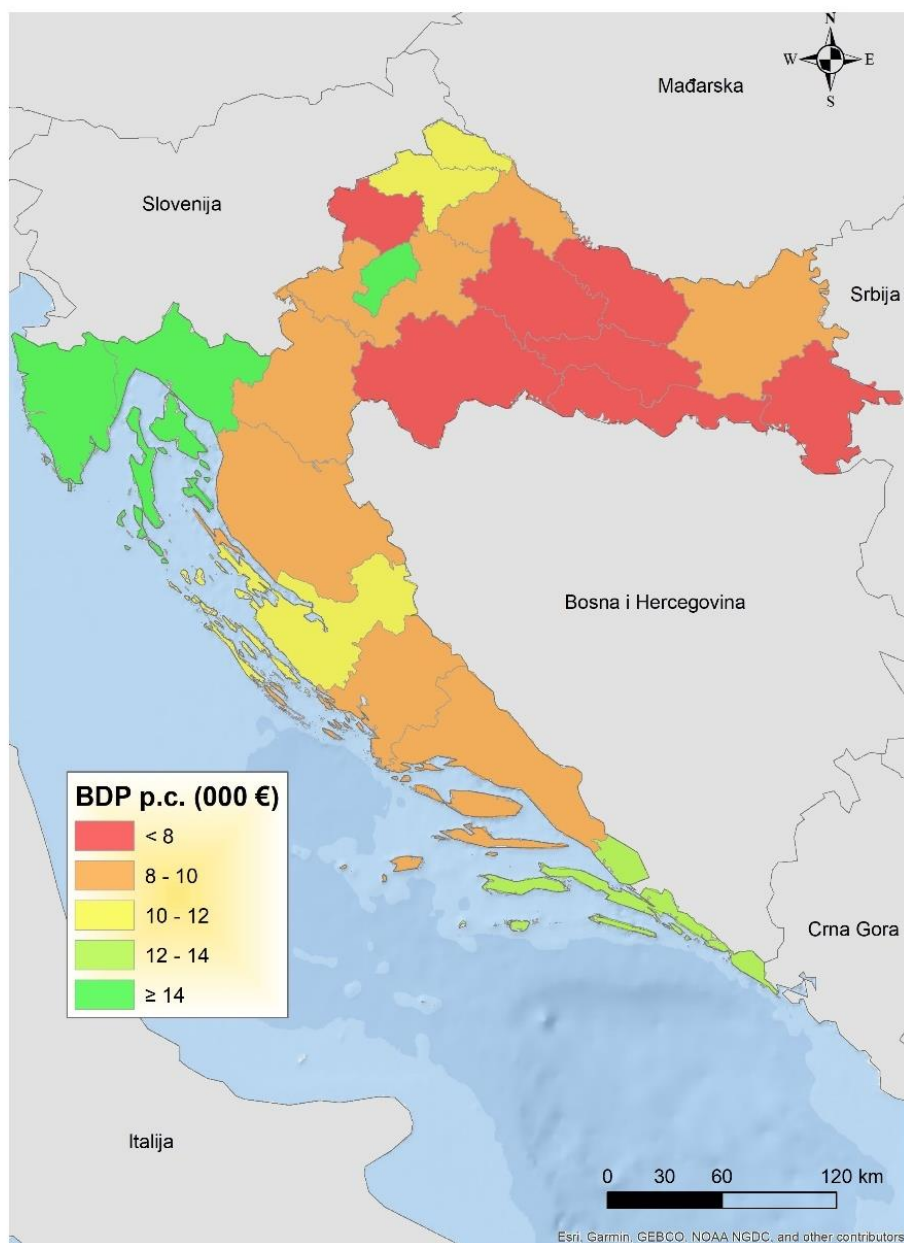 N
W E
S
Mađarska
Slovenija
Srbija
Bosna i Hercegovina
BDP p.c. (000 €)
< 8
8 - 10
10 - 12
12 - 14
≥ 14
Crna Gora
Italija
0 30 60 120 km
Esri, Garmin, GEBCO, NOAA NGDC, and other contributors